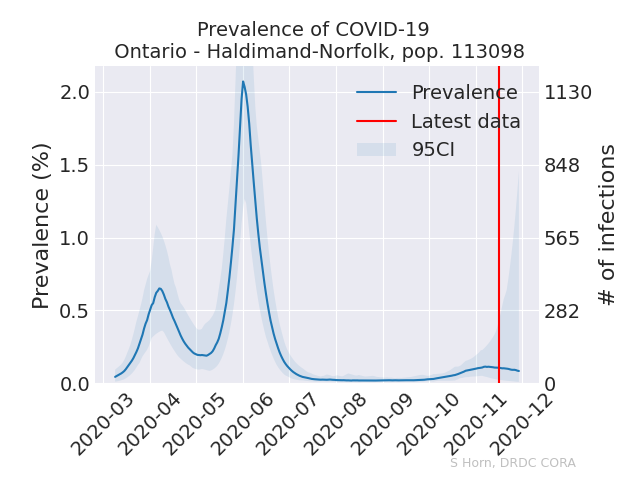 Prevalence of COVID-19
Ontario - Haldimand-Norfolk, pop. 113098
Prevalence (%)
2.0
1.5
1.0
0.5
0.0
Prevalence
Latest data
95CI
1130
848
565
282
0
# of infections
2020-03
2020-04
2020-05
2020-06
2020-07
2020-08
2020-09
2020-10
2020-11
2020-12
S Horn, DRDC CORA